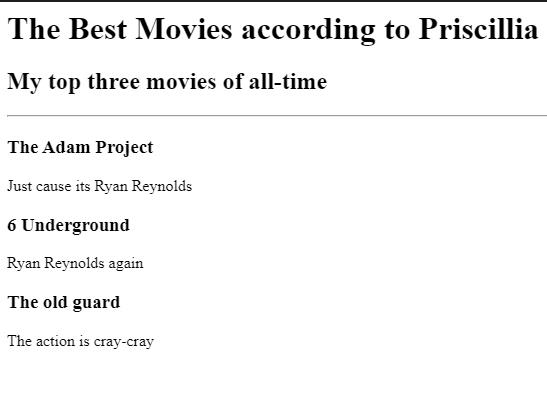 The Best Movies according to Priscillia
My top three movies of all-time
The Adam Project
Just cause its Ryan Reynolds
6 Underground
Ryan Reynolds again
The old guard
The action is cray-cray